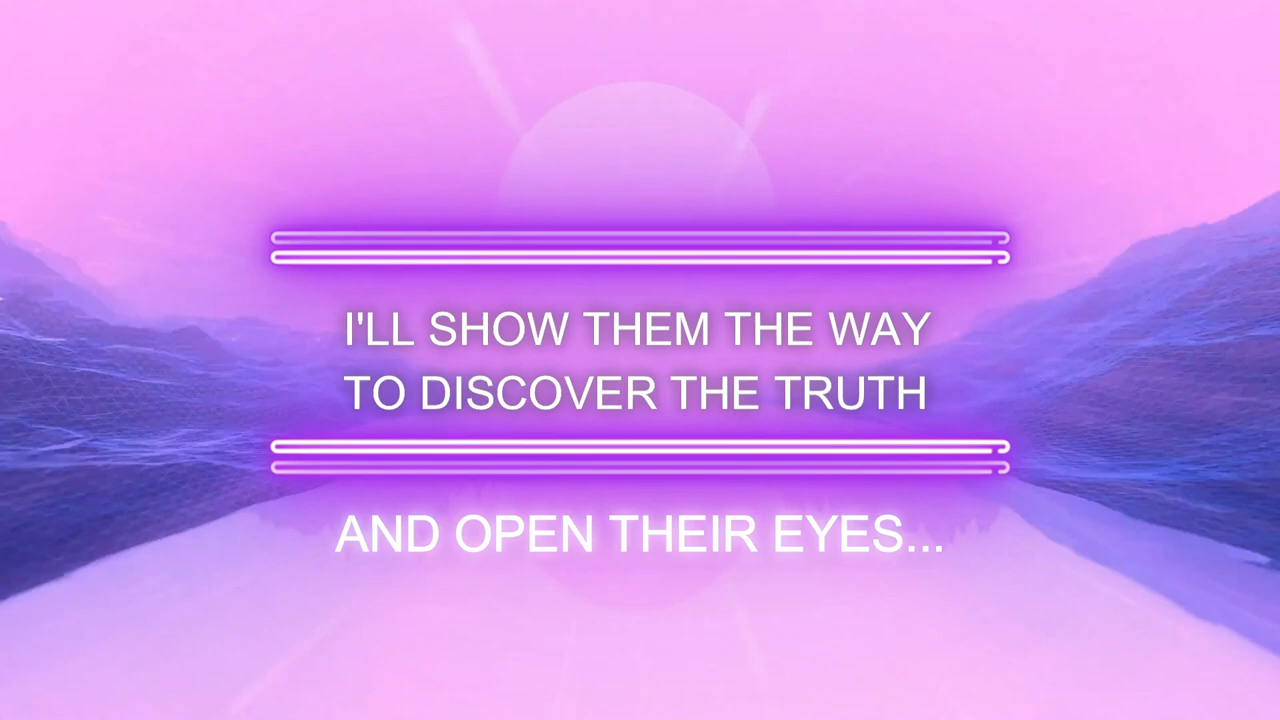 I'LL SHOW THEM THE WAY
TO DISCOVER THE TRUTH
AND OPEN THEIR EYES...